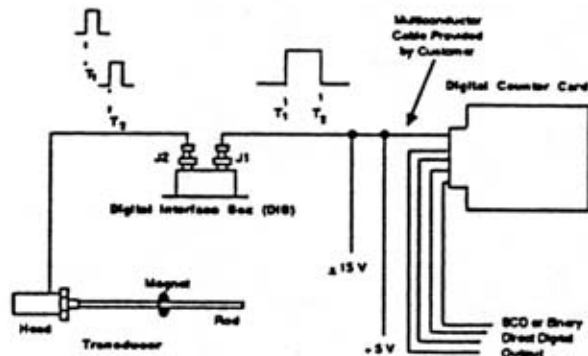 Multiconductor
Cable Provided
by Customer
Digital Counter Card
T1
T2
T1
T2
J2
J1
Digital Interface Box (DIB)
15 V
Magnet
Head
Rod
Transducer
+5V
BCD or Binary
Direct Digital
Output